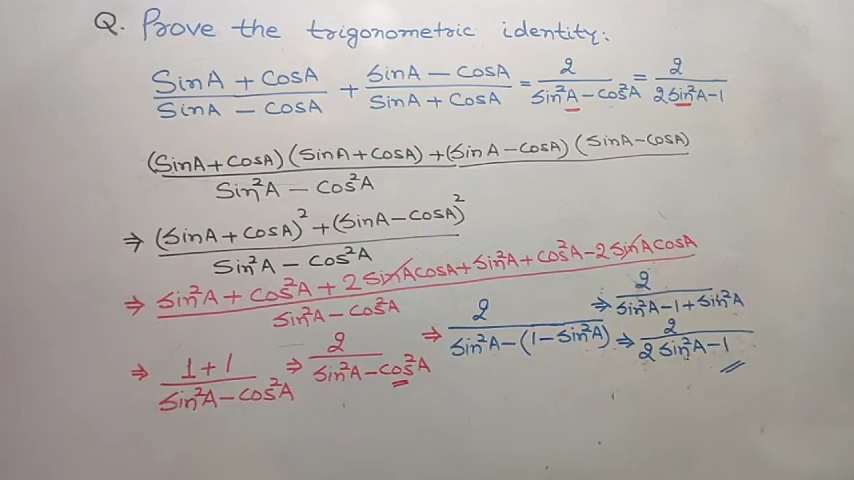 Q. Prove the trigonometric identity:
(SinA + CosA)/(SinA − CosA) + (SinA − CosA)/(SinA + CosA) = 2/(Sin²A − Cos²A) = 2/(2Sin²A−1)
((SinA + CosA)(SinA + CosA) + (SinA − CosA)(SinA−CosA))/(Sin²A − Cos²A)
⇒ ((SinA + CosA)² + (SinA − CosA)²)/(Sin²A − Cos²A)
⇒ (Sin²A + Cos²A + 2SinACosA + Sin²A + Cos²A − 2SinACosA)/(Sin²A − Cos²A)
⇒ (1+1)/(Sin²A − Cos²A) ⇒ 2/(Sin²A − Cos²A) ⇒ 2/(Sin²A − (1 − Sin²A)) ⇒ 2/(Sin²A − 1 + Sin²A)
⇒ 2/(2Sin²A − 1)